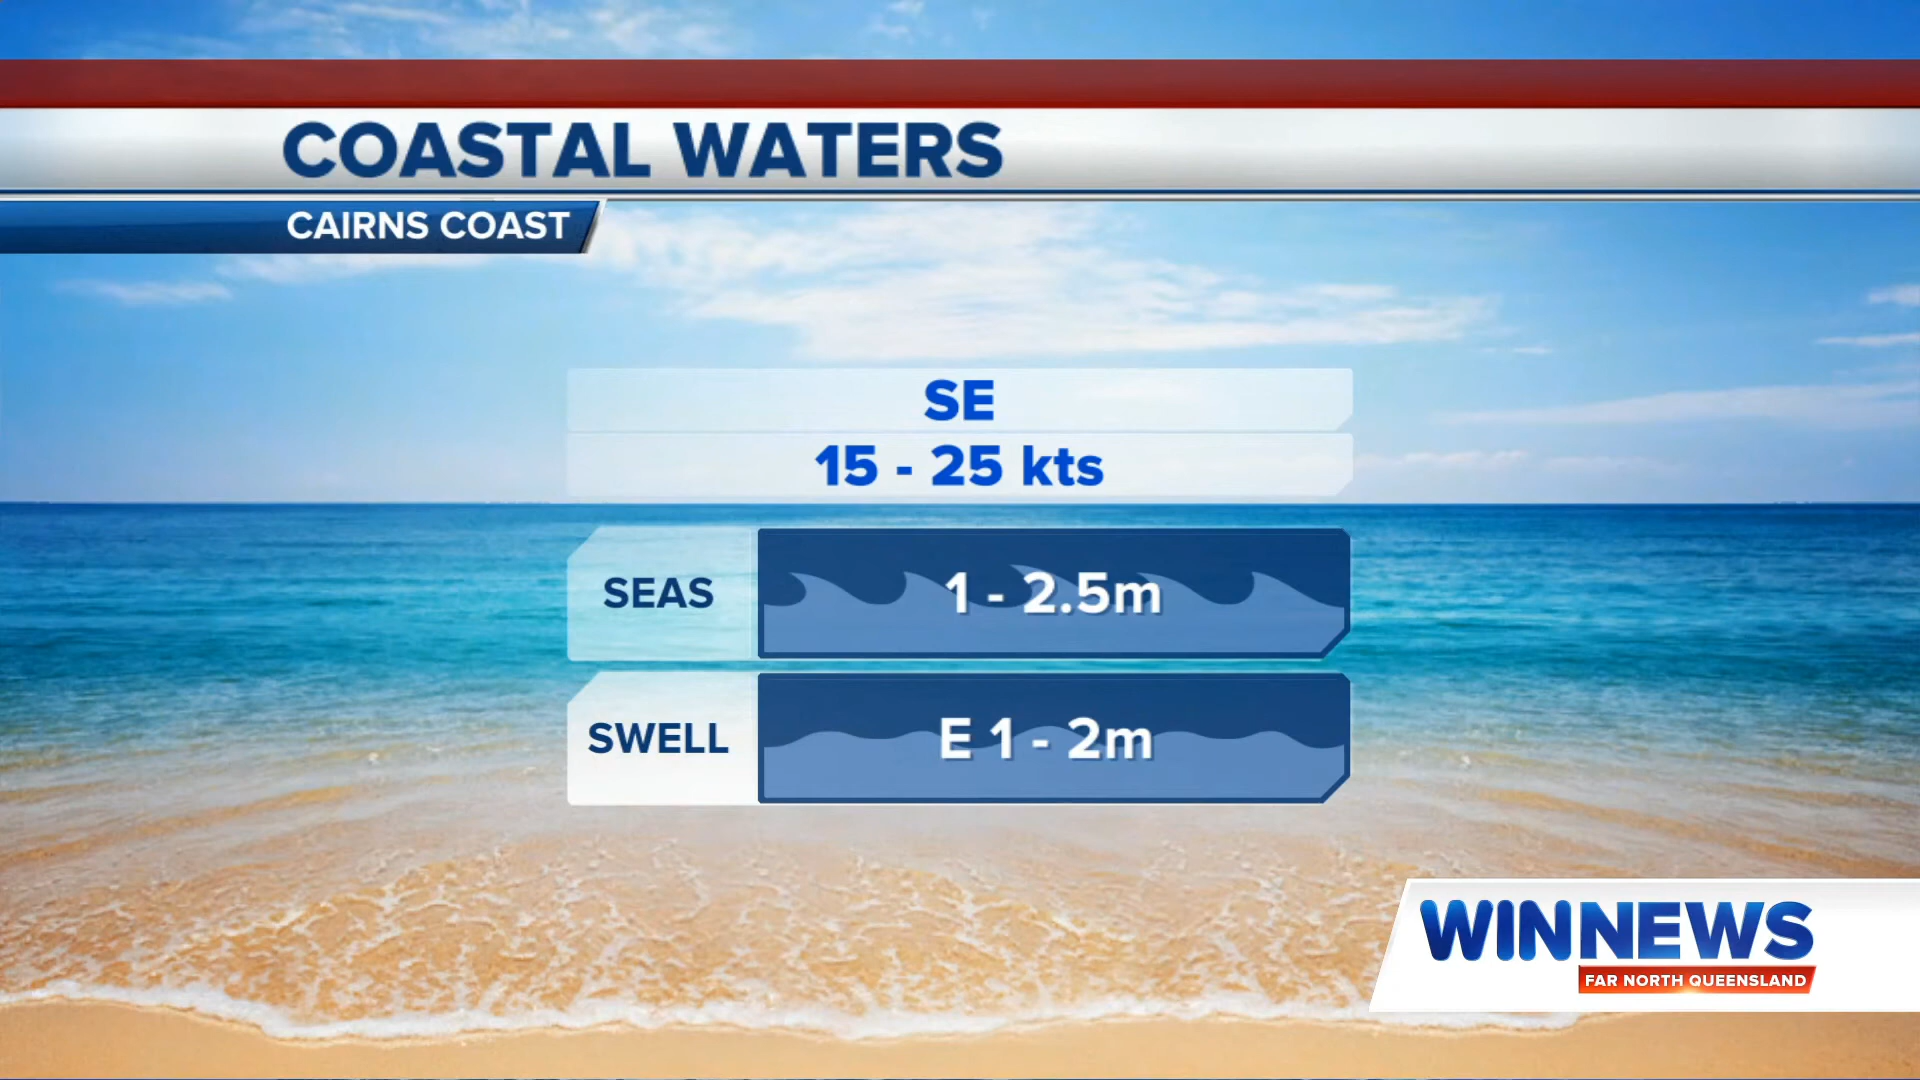 COASTAL WATERS
CAIRNS COAST
SE
15 - 25 kts
SEAS
1 - 2.5m
SWELL
E 1 - 2m
WINNEWS
FAR NORTH QUEENSLAND